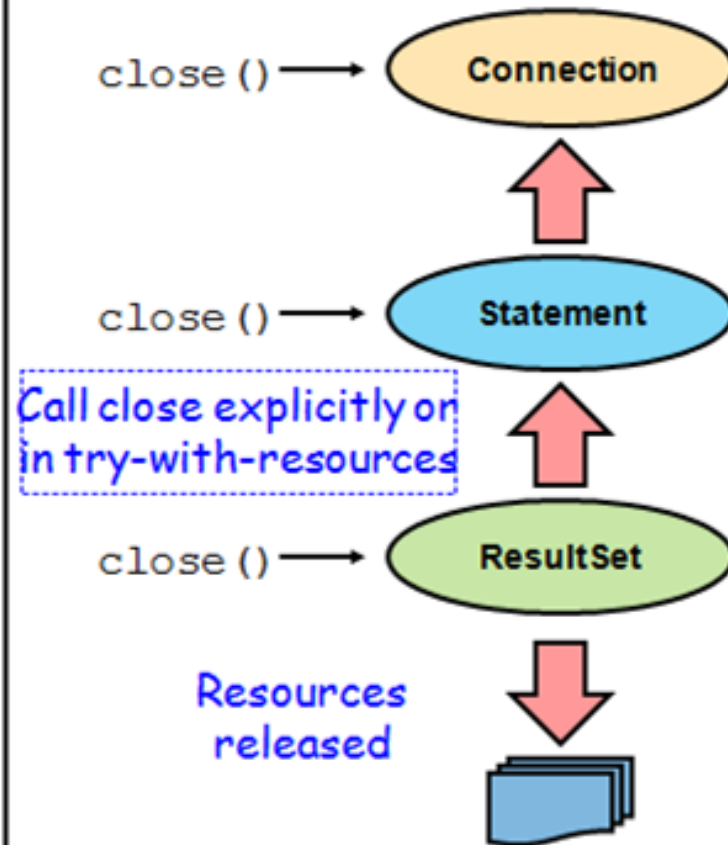 close()
Connection
close()
Statement
Call close explicitly or
in try-with-resources
close()
ResultSet
Resources
released